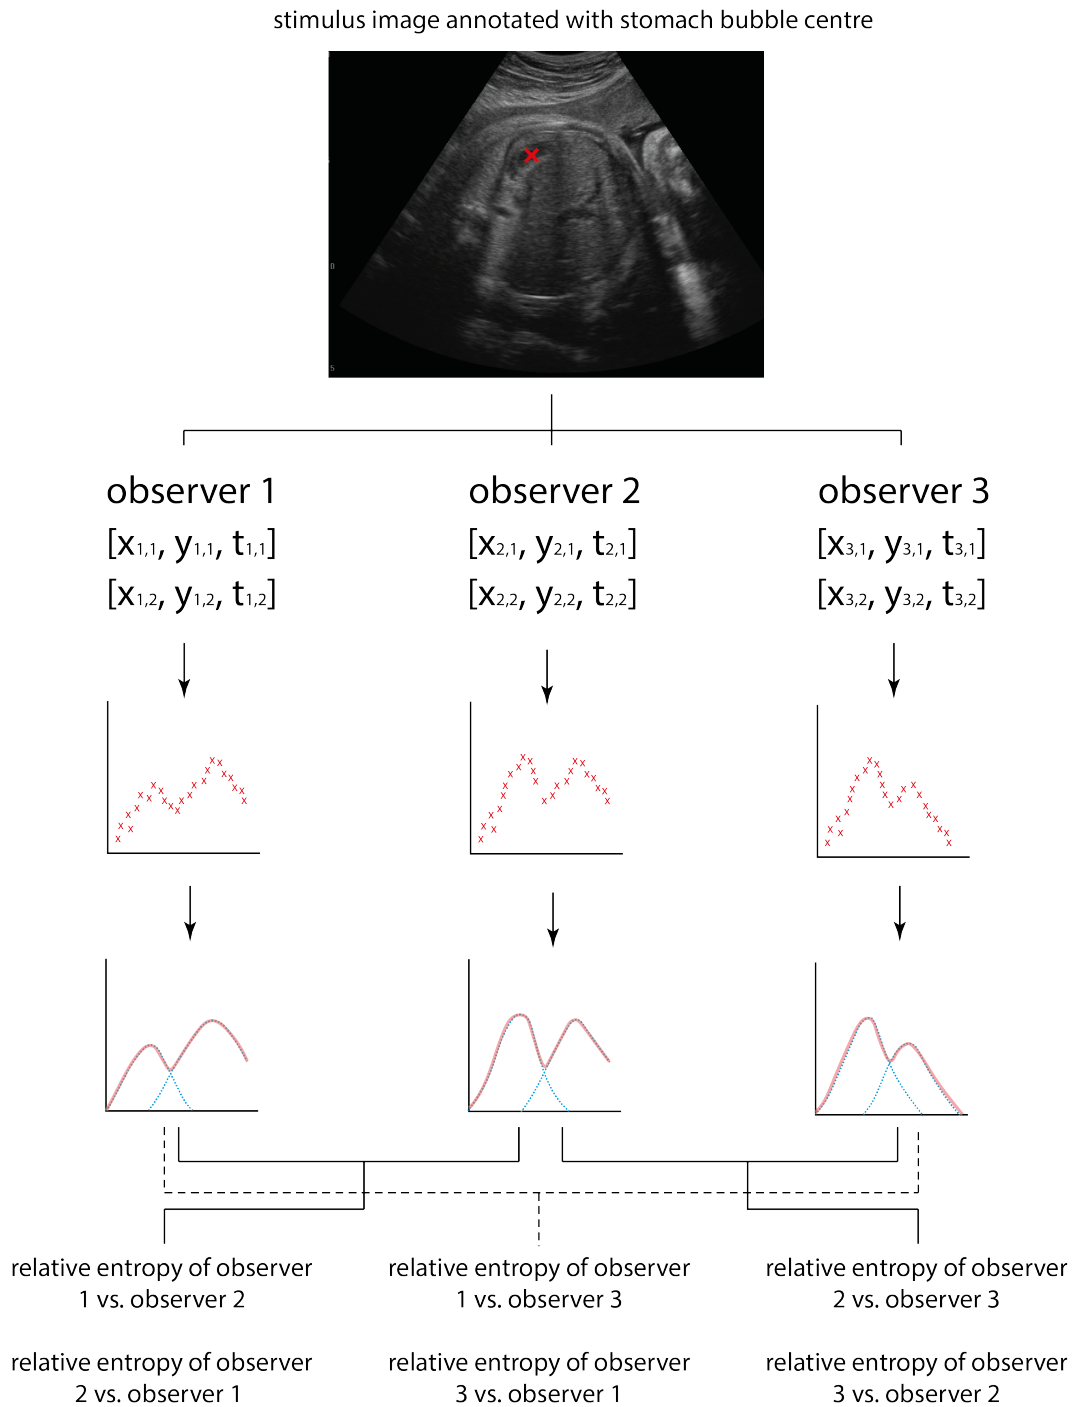 stimulus image annotated with stomach bubble centre
observer 1
observer 2
observer 3
[x1,1, y1,1, t1,1]
[x2,1, y2,1, t2,1]
[x3,1, y3,1, t3,1]
[x1,2, y1,2, t1,2]
[x2,2, y2,2, t2,2]
[x3,2, y3,2, t3,2]
relative entropy of observer
1 vs. observer 2
relative entropy of observer
1 vs. observer 3
relative entropy of observer
2 vs. observer 3
relative entropy of observer
2 vs. observer 1
relative entropy of observer
3 vs. observer 1
relative entropy of observer
3 vs. observer 2